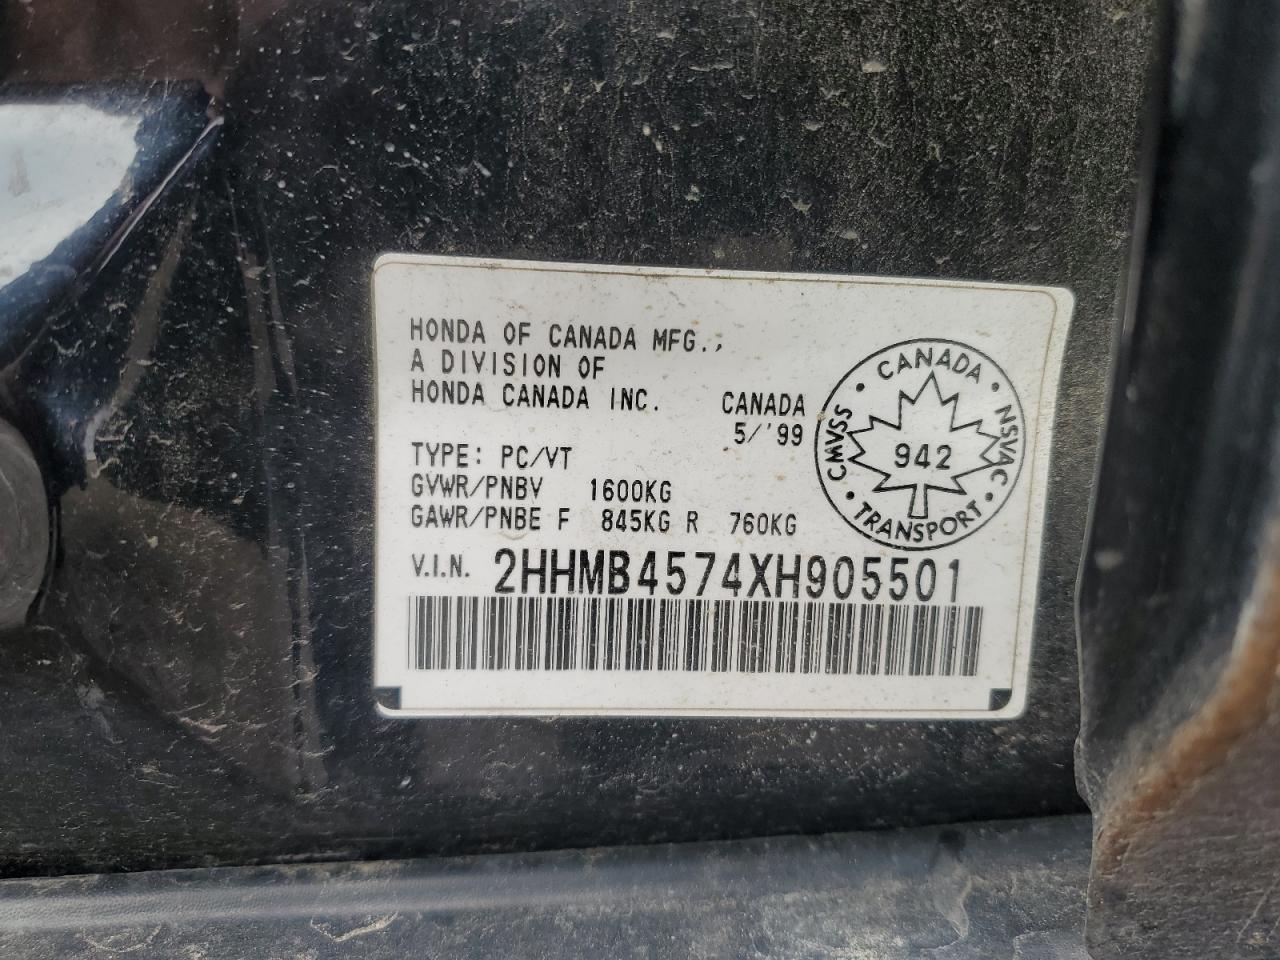 HONDA OF CANADA MFG.,
A DIVISION OF
HONDA CANADA INC.
CANADA
5/'99
TYPE: PC/VT
GVWR/PNBV 1600KG
GAWR/PNBE F 845KG R 760KG
V.I.N. 2HHMB4574XH905501
CANADA
CMVSS
NSVAC
942
TRANSPORT